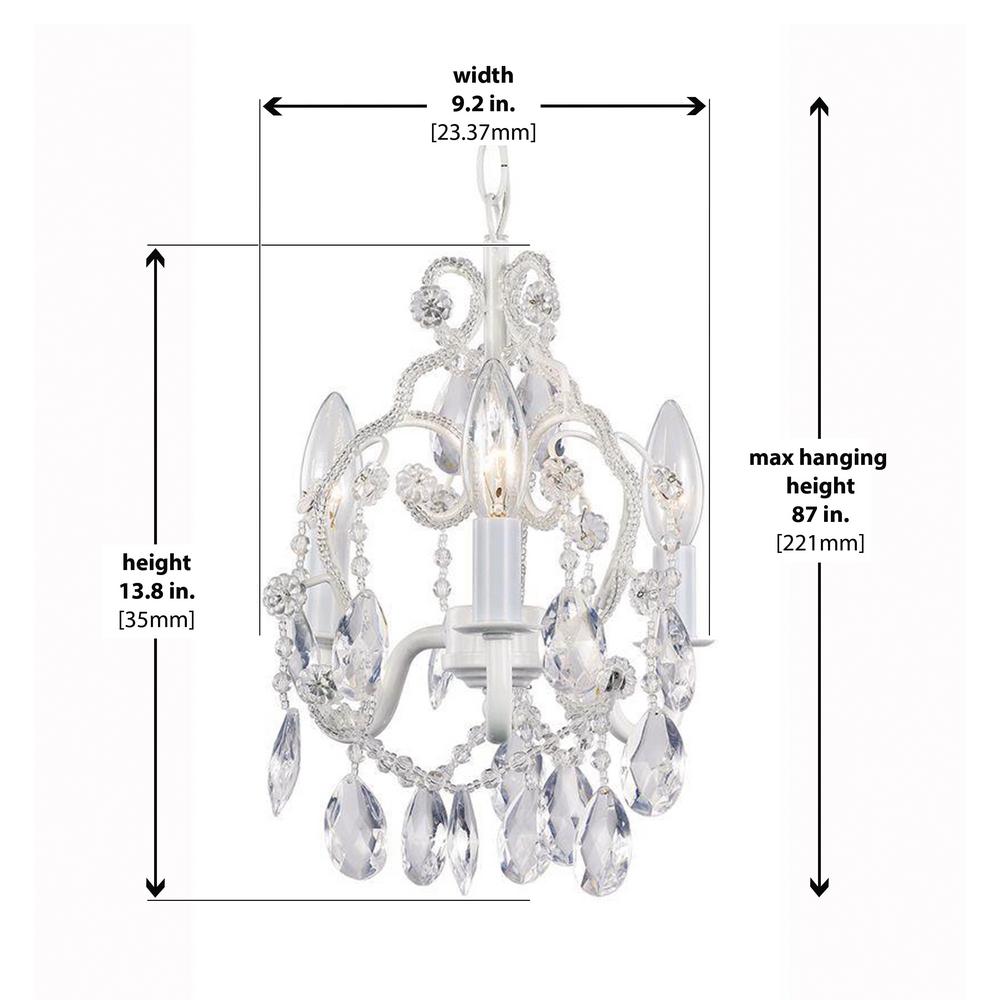 width
9.2 in.
[23.37mm]
height
13.8 in.
[35mm]
max hanging
height
87 in.
[221mm]